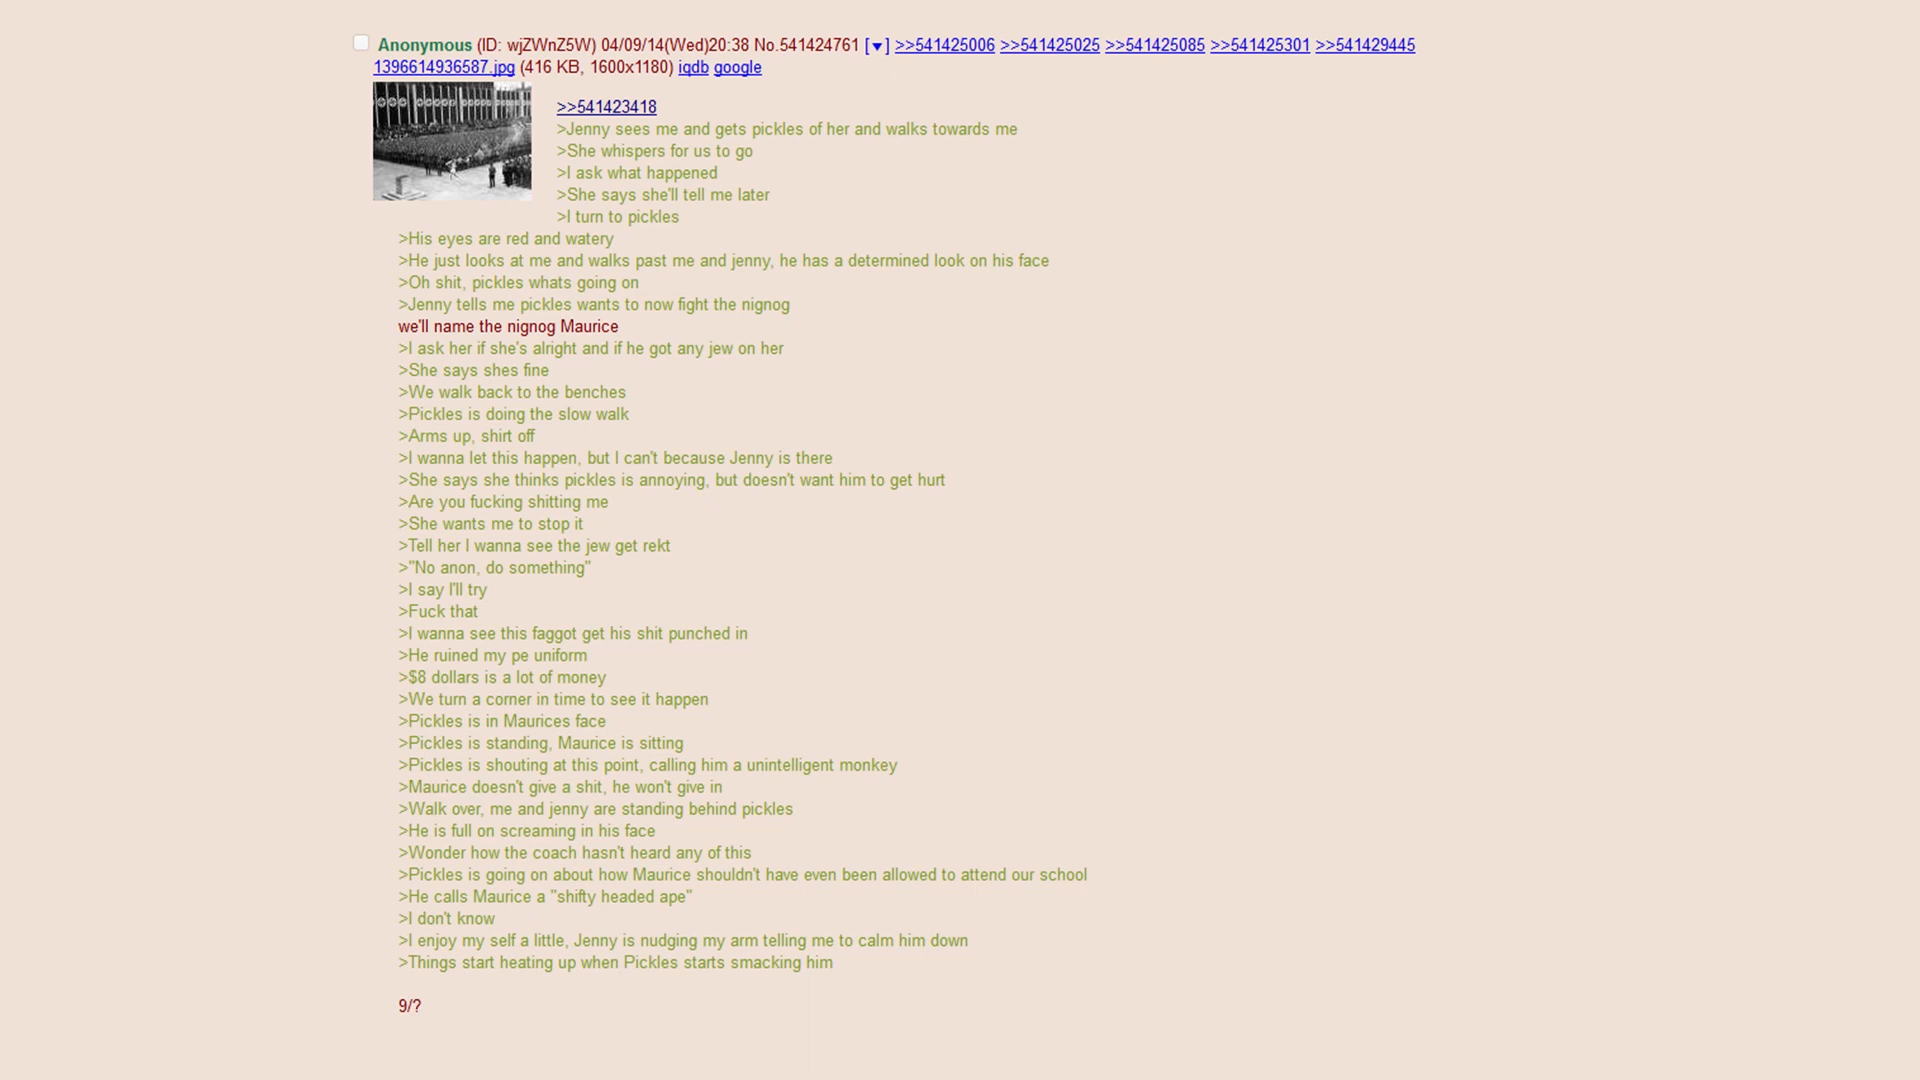 Anonymous (ID: wjZWnZ5W) 04/09/14(Wed)20:38 No.541424761 [▼] >>541425006 >>541425025 >>541425085 >>541425301 >>541429445
1396614936587.jpg (416 KB, 1600x1180) iqdb google
>>541423418
>Jenny sees me and gets pickles of her and walks towards me
>She whispers for us to go
>I ask what happened
>She says she'll tell me later
>I turn to pickles
>His eyes are red and watery
>He just looks at me and walks past me and jenny, he has a determined look on his face
>Oh shit, pickles whats going on
>Jenny tells me pickles wants to now fight the nignog
we'll name the nignog Maurice
>I ask her if she's alright and if he got any jew on her
>She says shes fine
>We walk back to the benches
>Pickles is doing the slow walk
>Arms up, shirt off
>I wanna let this happen, but I can't because Jenny is there
>She says she thinks pickles is annoying, but doesn't want him to get hurt
>Are you fucking shitting me
>She wants me to stop it
>Tell her I wanna see the jew get rekt
>"No anon, do something"
>I say I'll try
>Fuck that
>I wanna see this faggot get his shit punched in
>He ruined my pe uniform
>$8 dollars is a lot of money
>We turn a corner in time to see it happen
>Pickles is in Maurices face
>Pickles is standing, Maurice is sitting
>Pickles is shouting at this point, calling him a unintelligent monkey
>Maurice doesn't give a shit, he won't give in
>Walk over, me and jenny are standing behind pickles
>He is full on screaming in his face
>Wonder how the coach hasn't heard any of this
>Pickles is going on about how Maurice shouldn't have even been allowed to attend our school
>He calls Maurice a "shifty headed ape"
>I don't know
>I enjoy my self a little, Jenny is nudging my arm telling me to calm him down
>Things start heating up when Pickles starts smacking him
9/?